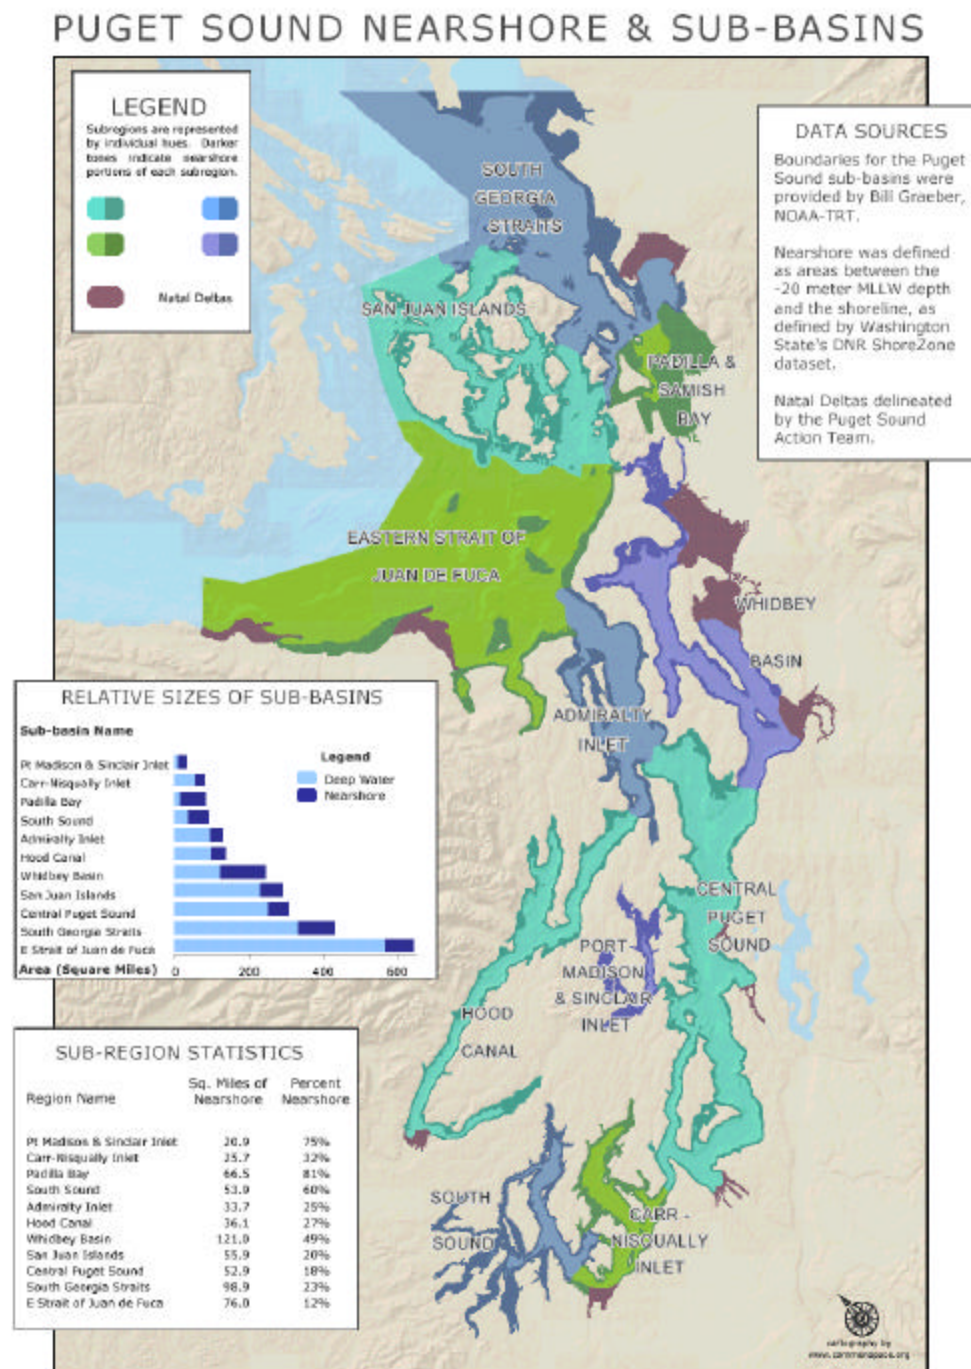 PUGET SOUND NEARSHORE & SUB-BASINS
LEGEND
Subregions are represented
by individual hues. Darker
tones indicate nearshore
portions of each subregion.
Natal Deltas
DATA SOURCES
Boundaries for the Puget
Sound sub-basins were
provided by Bill Graeber,
NOAA-TRT.
Nearshore was defined
as areas between the
-20 meter MLLW depth
and the shoreline, as
defined by Washington
State's DNR ShoreZone
dataset.
Natal Deltas delineated
by the Puget Sound
Action Team.
SOUTH
GEORGIA
STRAITS
SAN JUAN ISLANDS
PADILLA &
SAMISH
BAY
EASTERN STRAIT OF
JUAN DE FUCA
WHIDBEY
BASIN
ADMIRALTY
INLET
CENTRAL
PUGET
SOUND
PORT
MADISON
& SINCLAIR
INLET
HOOD
CANAL
SOUTH
SOUND
CARR -
NISQUALLY
INLET
RELATIVE SIZES OF SUB-BASINS
Sub-basin Name
Legend
Deep Water
Nearshore
Pt Madison & Sinclair Inlet
Carr-Nisqually Inlet
Padilla Bay
South Sound
Admiralty Inlet
Hood Canal
Whidbey Basin
San Juan Islands
Central Puget Sound
South Georgia Straits
E Strait of Juan de Fuca
Area (Square Miles) 0 200 400 600
SUB-REGION STATISTICS
Region Name Sq. Miles of Nearshore Percent Nearshore
Pt Madison & Sinclair Inlet 20.9 75%
Carr-Nisqually Inlet 25.7 32%
Padilla Bay 66.5 81%
South Sound 53.9 60%
Admiralty Inlet 33.7 25%
Hood Canal 36.1 27%
Whidbey Basin 121.0 49%
San Juan Islands 55.9 20%
Central Puget Sound 52.9 18%
South Georgia Straits 98.9 23%
E Strait of Juan de Fuca 76.0 12%
cartography by
www.commonspace.org